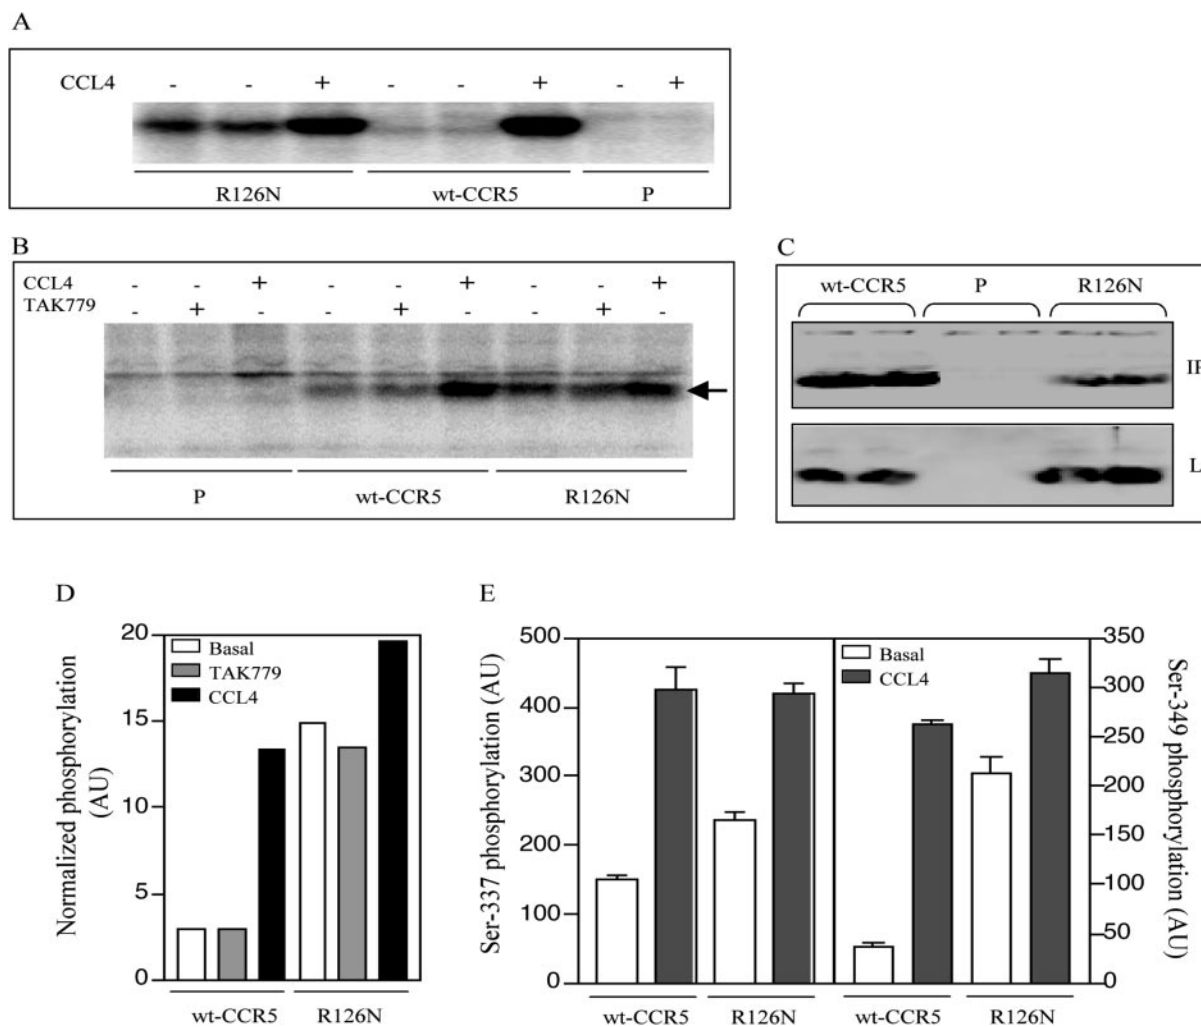 A
CCL4 - - + - - + - +
R126N wt-CCR5 P
B
CCL4 - - + - - + - - +
TAK779 - + - - + - - + -
P wt-CCR5 R126N
C
wt-CCR5 P R126N
IP
L
D
Normalized phosphorylation
(AU)
20
15
10
5
0
Basal
TAK779
CCL4
wt-CCR5 R126N
E
Ser-337 phosphorylation (AU)
500
400
300
200
100
0
Basal
CCL4
350
300
250
200
150
100
50
0
Ser-349 phosphorylation (AU)
wt-CCR5 R126N wt-CCR5 R126N